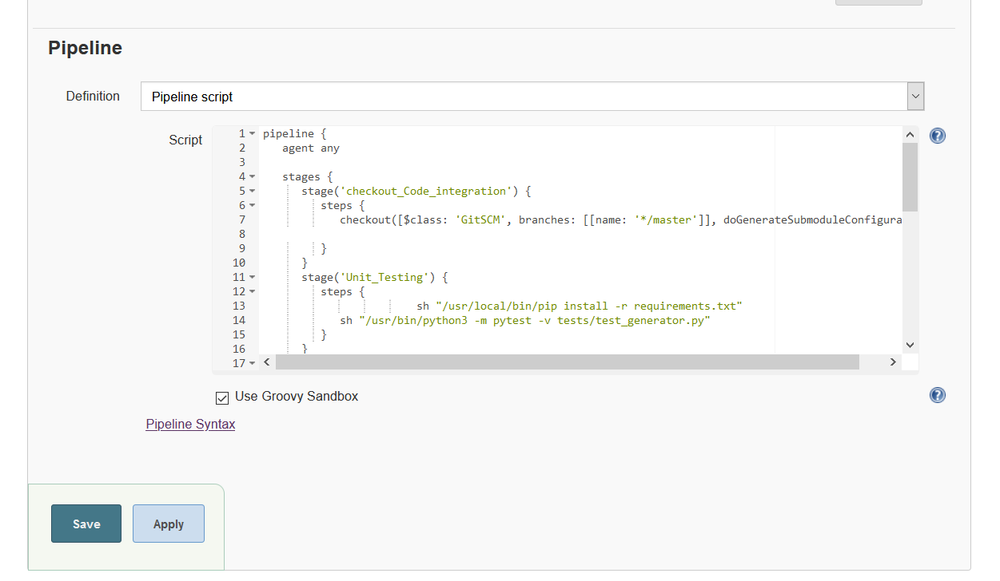 Pipeline
Definition
Pipeline script
Script
1 pipeline {
2 agent any
3
4 stages {
5 stage('checkout_Code_integration') {
6 steps {
7 checkout([$class: 'GitSCM', branches: [[name: '*/master']], doGenerateSubmoduleConfigura
8
9 }
10 }
11 stage('Unit_Testing') {
12 steps {
13 sh "/usr/local/bin/pip install -r requirements.txt"
14 sh "/usr/bin/python3 -m pytest -v tests/test_generator.py"
15 }
16 }
17
Use Groovy Sandbox
Pipeline Syntax
Save Apply